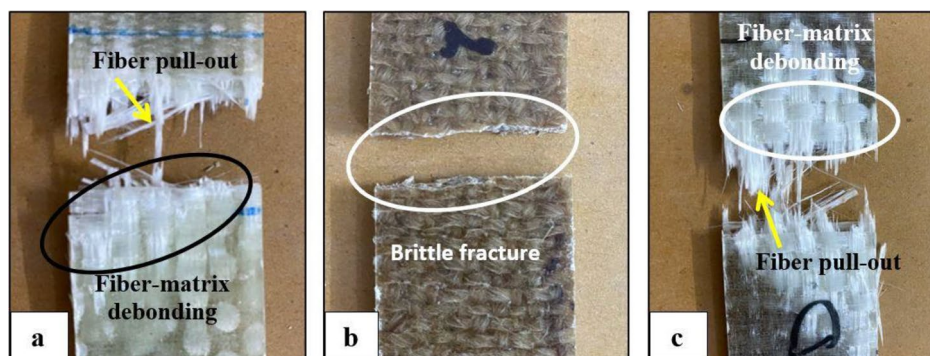 Fiber pull-out
Fiber-matrix
debonding
a
Brittle fracture
b
Fiber-matrix
debonding
Fiber pull-out
c